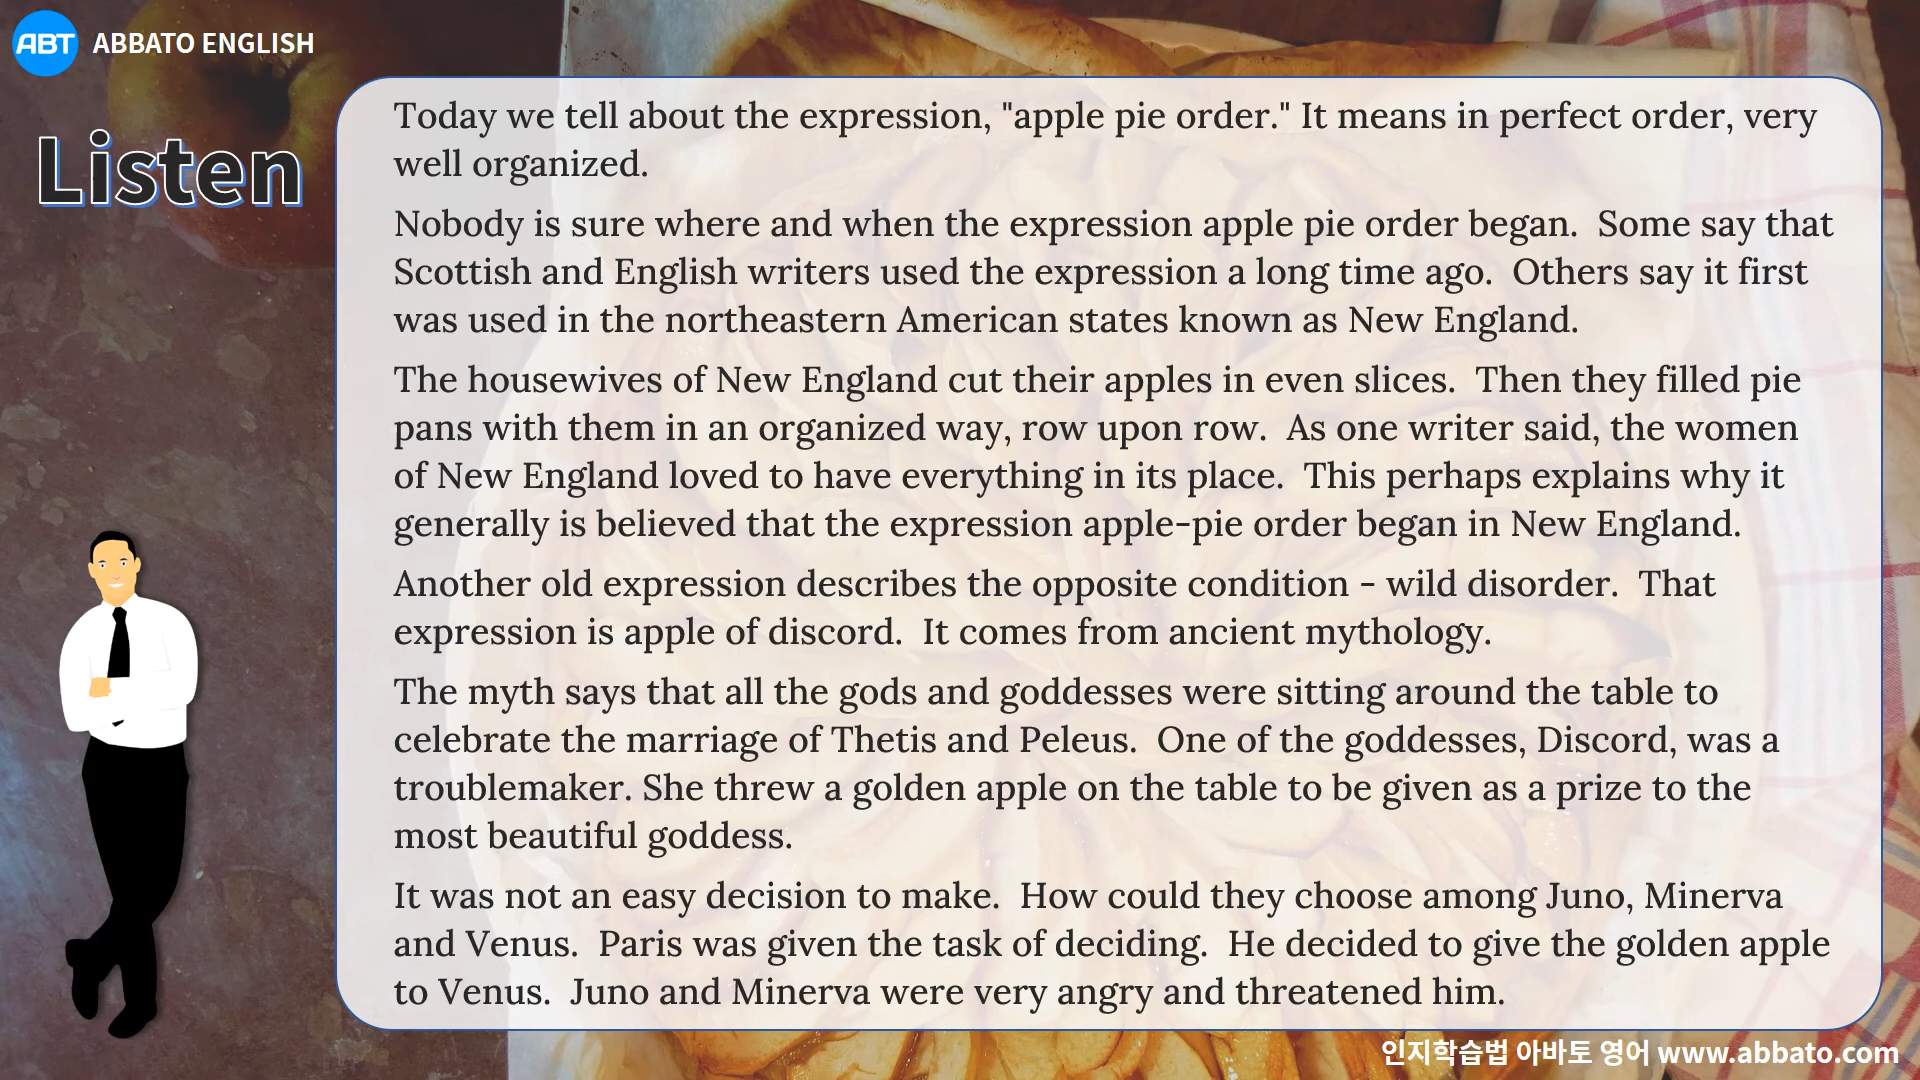 ABT ABBATO ENGLISH
Listen
Today we tell about the expression, "apple pie order." It means in perfect order, very
well organized.
Nobody is sure where and when the expression apple pie order began.  Some say that
Scottish and English writers used the expression a long time ago.  Others say it first
was used in the northeastern American states known as New England.
The housewives of New England cut their apples in even slices.  Then they filled pie
pans with them in an organized way, row upon row.  As one writer said, the women
of New England loved to have everything in its place.  This perhaps explains why it
generally is believed that the expression apple-pie order began in New England.
Another old expression describes the opposite condition - wild disorder.  That
expression is apple of discord.  It comes from ancient mythology.
The myth says that all the gods and goddesses were sitting around the table to
celebrate the marriage of Thetis and Peleus.  One of the goddesses, Discord, was a
troublemaker. She threw a golden apple on the table to be given as a prize to the
most beautiful goddess.
It was not an easy decision to make.  How could they choose among Juno, Minerva
and Venus.  Paris was given the task of deciding.  He decided to give the golden apple
to Venus.  Juno and Minerva were very angry and threatened him.
인지학습법 아바토 영어 www.abbato.com